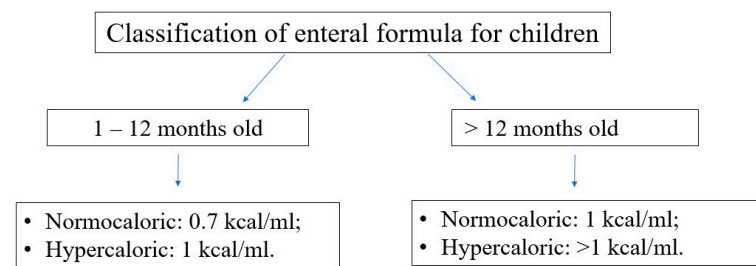 Classification of enteral formula for children
1 – 12 months old
> 12 months old
• Normocaloric: 0.7 kcal/ml;
• Hypercaloric: 1 kcal/ml.
• Normocaloric: 1 kcal/ml;
• Hypercaloric: >1 kcal/ml.